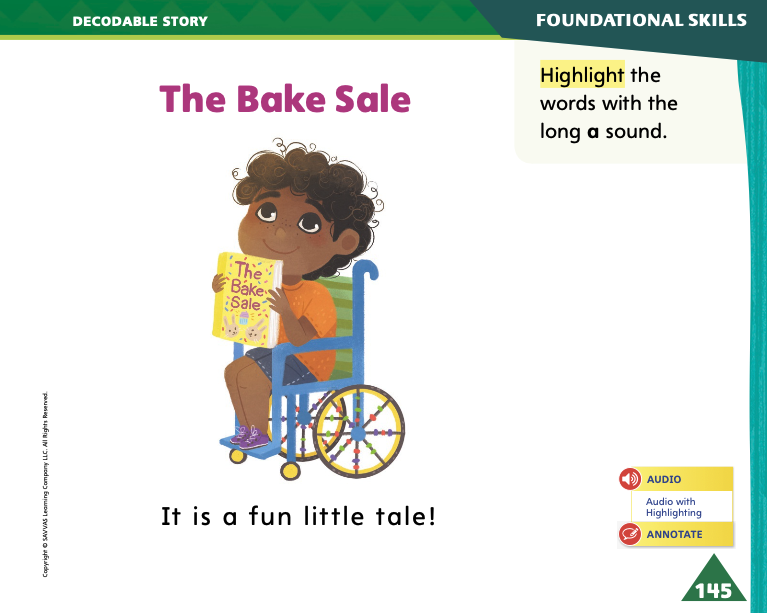 DECODABLE STORY
FOUNDATIONAL SKILLS
Highlight the
words with the
long a sound.
The Bake Sale
The
Bake
Sale
It is a fun little tale!
AUDIO
Audio with
Highlighting
ANNOTATE
145
Copyright © SAVVAS Learning Company LLC. All Rights Reserved.